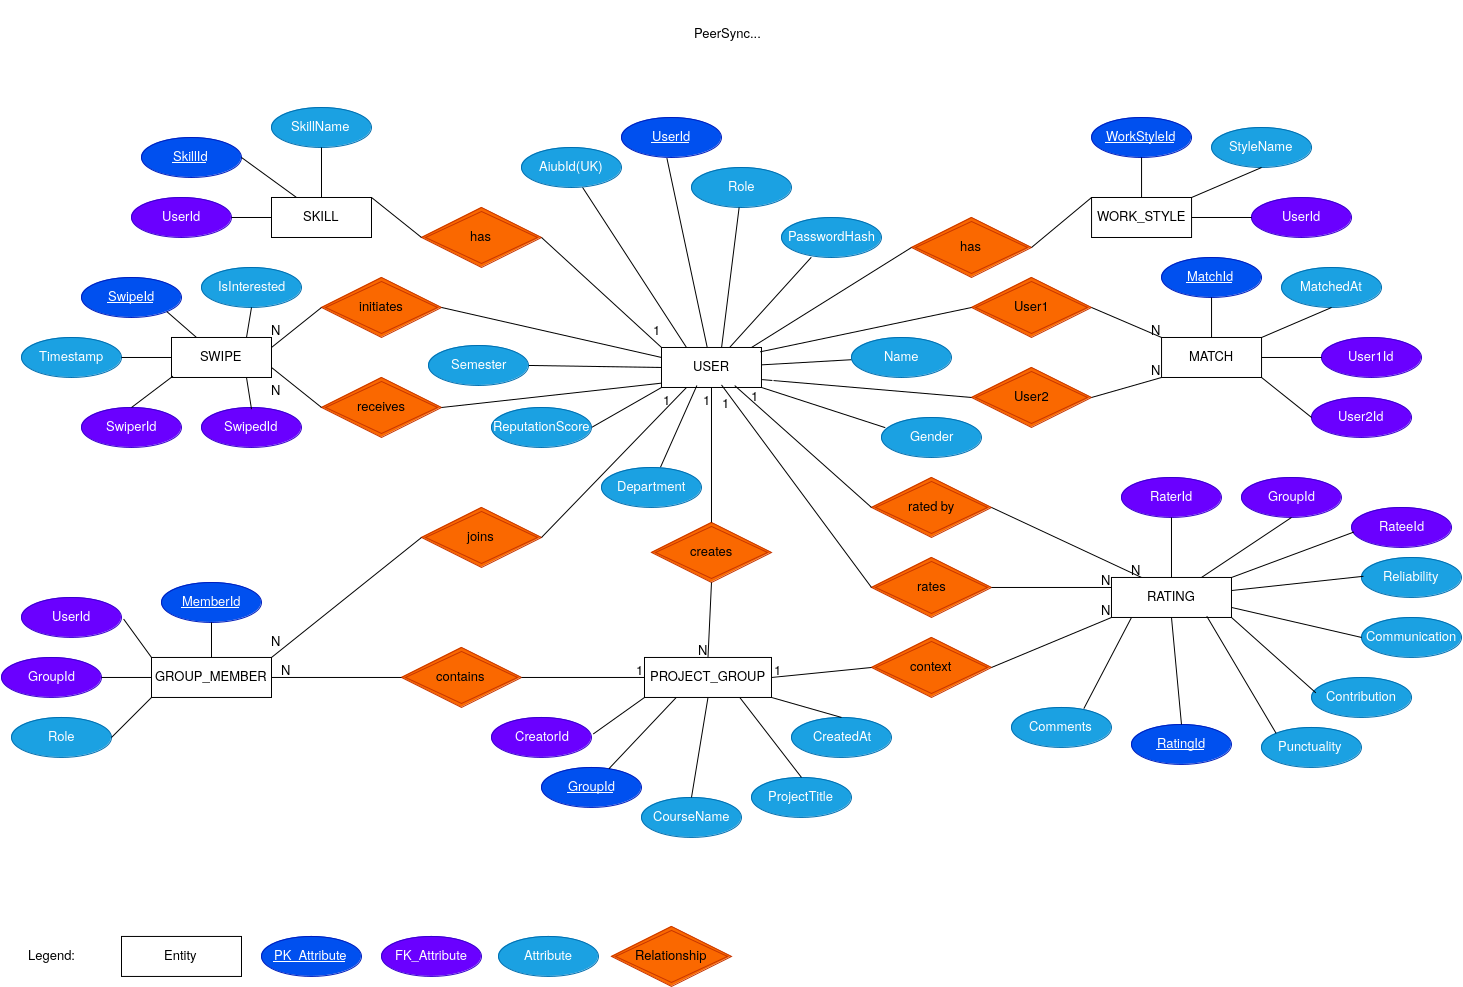 PeerSync...
SkillName
SkillId
UserId
SKILL
has
AiubId(UK)
UserId
Role
PasswordHash
WorkStyleId
StyleName
WORK_STYLE
UserId
has
SwipeId
IsInterested
Timestamp
SWIPE
N
N
SwiperId
SwipedId
initiates
receives
1
USER
Semester
ReputationScore
Department
Name
Gender
1
1
1
1
User1
User2
MatchId
MatchedAt
N
N
MATCH
User1Id
User2Id
joins
creates
rated by
rates
context
RaterId
GroupId
RateeId
Reliability
Communication
Contribution
Punctuality
RatingId
Comments
N
N
N
RATING
UserId
MemberId
N
GroupId
GROUP_MEMBER
N
Role
contains
1
N
PROJECT_GROUP
1
CreatorId
GroupId
CourseName
ProjectTitle
CreatedAt
Legend:
Entity
PK_Attribute
FK_Attribute
Attribute
Relationship